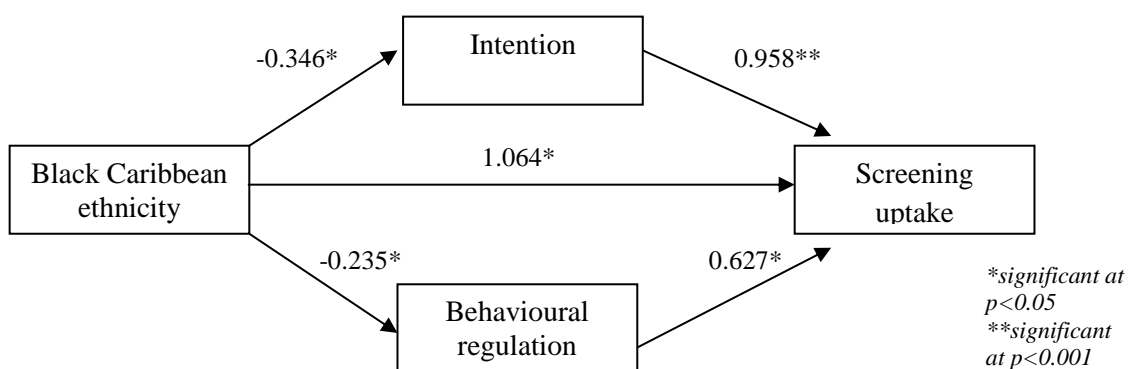 Intention
-0.346*
0.958**
1.064*
Black Caribbean
ethnicity
Screening
uptake
-0.235*
0.627*
Behavioural
regulation
*significant at
p<0.05
**significant
at p<0.001